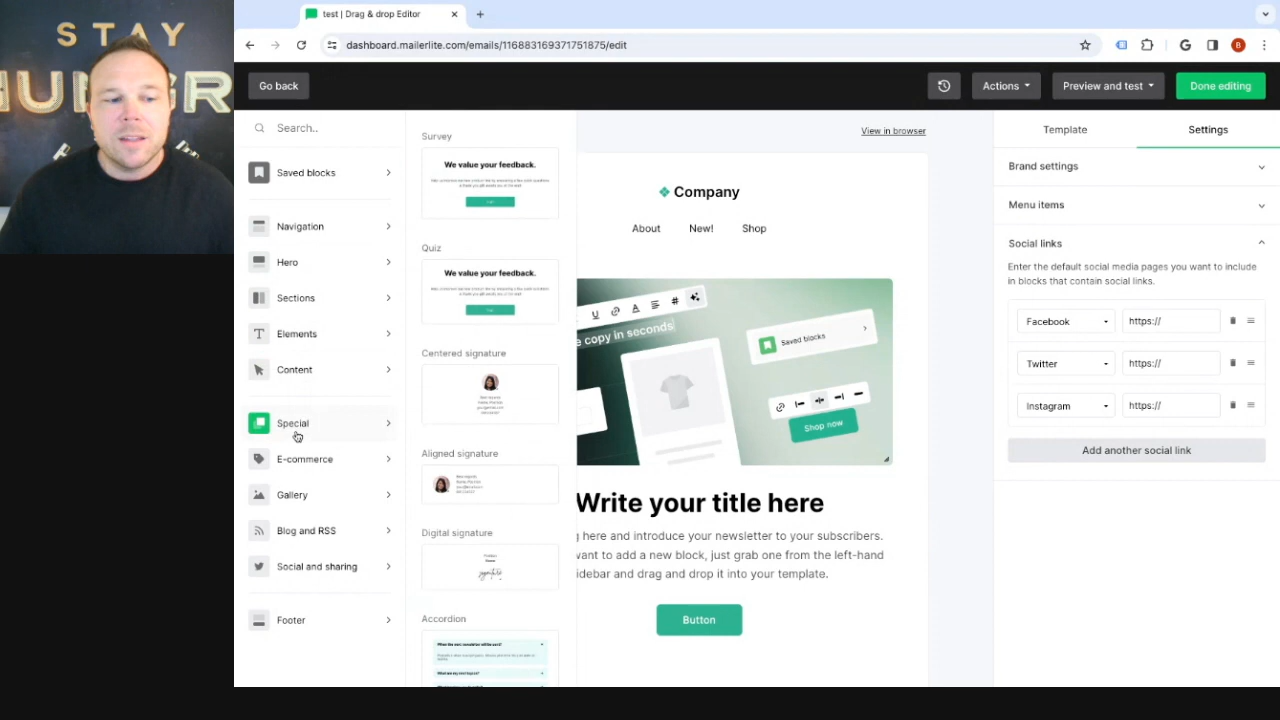 STAY
HUNGR
test | Drag & drop Editor
dashboard.mailerlite.com/emails/116883169371751875/edit
B
Go back
Actions
Preview and test
Done editing
Search..
Saved blocks
Navigation
Hero
Sections
Elements
Content
Special
E-commerce
Gallery
Blog and RSS
Social and sharing
Footer
Survey
We value your feedback.
Quiz
We value your feedback.
Centered signature
Aligned signature
Digital signature
signature
Accordion
View in browser
Company
About
New!
Shop
e copy in seconds
Saved blocks
Shop now
Write your title here
g here and introduce your newsletter to your subscribers.
want to add a new block, just grab one from the left-hand
sidebar and drag and drop it into your template.
Button
Template
Settings
Brand settings
Menu items
Social links
Enter the default social media pages you want to include
in blocks that contain social links.
Facebook
https://
Twitter
https://
Instagram
https://
Add another social link